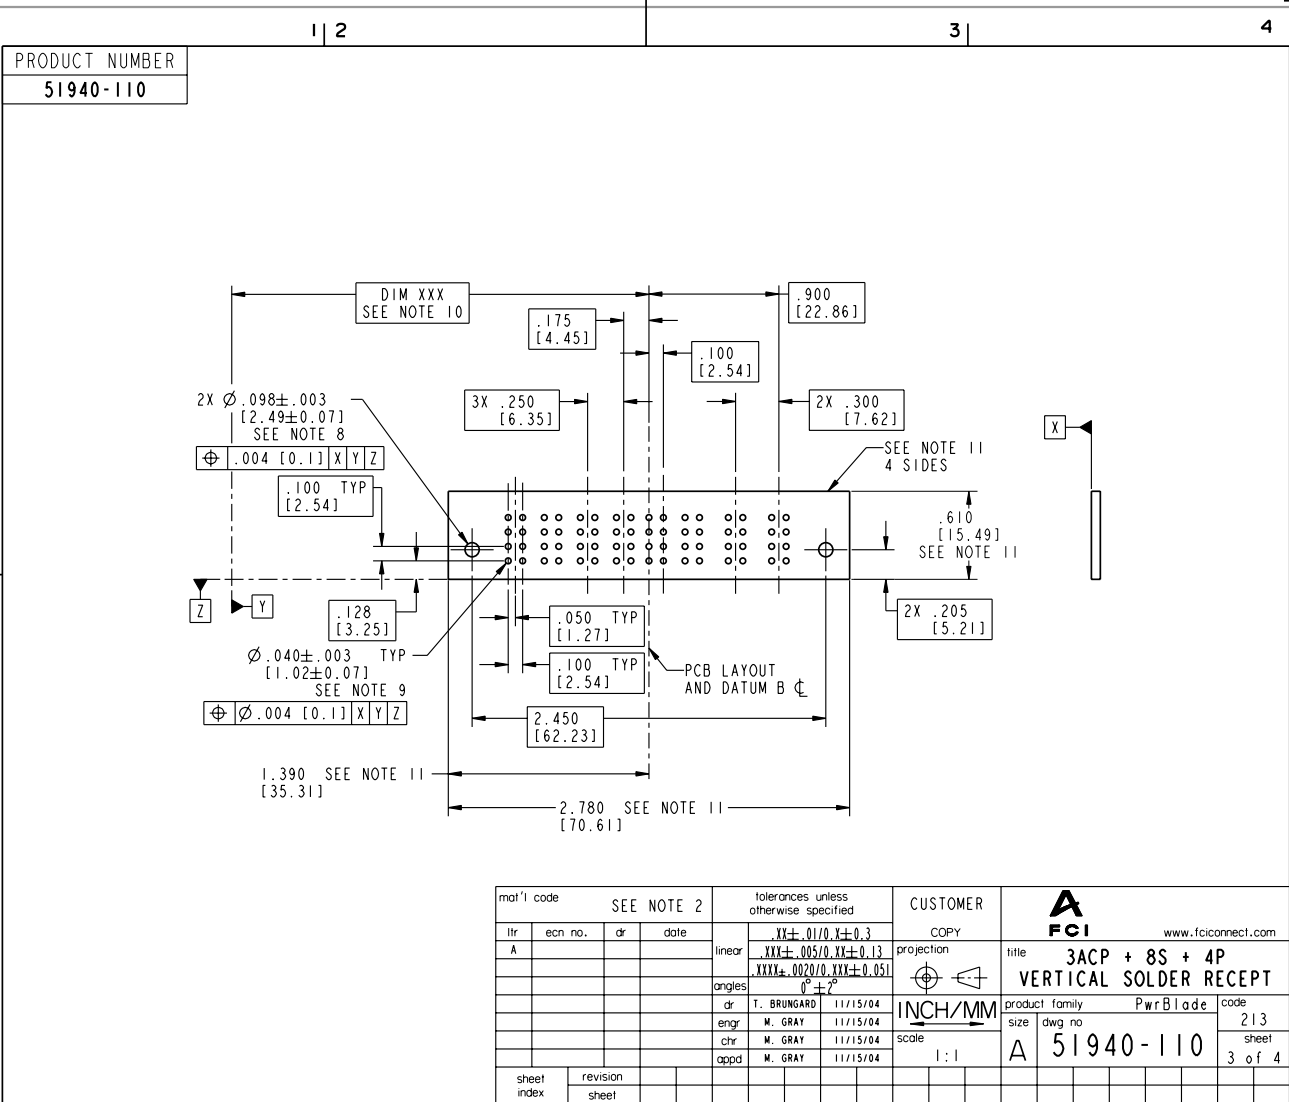 1 2 3 4
PRODUCT NUMBER
51940-110
DIM XXX
SEE NOTE 10
.900
[22.86]
.175
[4.45]
.100
[2.54]
2X Ø.098±.003
[2.49±0.07]
SEE NOTE 8
⌖ .004 [0.1] X Y Z
3X .250
[6.35]
2X .300
[7.62]
X
SEE NOTE 11
4 SIDES
.100 TYP
[2.54]
.610
[15.49]
SEE NOTE 11
Z
Y
.128
[3.25]
.050 TYP
[1.27]
2X .205
[5.21]
Ø.040±.003 TYP
[1.02±0.07]
SEE NOTE 9
⌖ Ø.004 [0.1] X Y Z
.100 TYP
[2.54]
PCB LAYOUT
AND DATUM B ℄
2.450
[62.23]
1.390 SEE NOTE 11
[35.31]
2.780 SEE NOTE 11
[70.61]
mat'l code
SEE NOTE 2
tolerances unless
otherwise specified
CUSTOMER
COPY
FCI
www.fciconnect.com
ltr ecn no. dr date
A
linear
.XX±.01/0.X±0.3
.XXX±.005/0.XX±0.13
.XXXX±.0020/0.XXX±0.051
angles
0°±2°
projection
title
3ACP + 8S + 4P
VERTICAL SOLDER RECEPT
dr T. BRUNGARD 11/15/04
engr M. GRAY 11/15/04
chr M. GRAY 11/15/04
appd M. GRAY 11/15/04
INCH/MM
scale
1:1
product family PwrBlade
code
213
size
A
dwg no
51940-110
sheet
3 of 4
sheet
index
revision
sheet